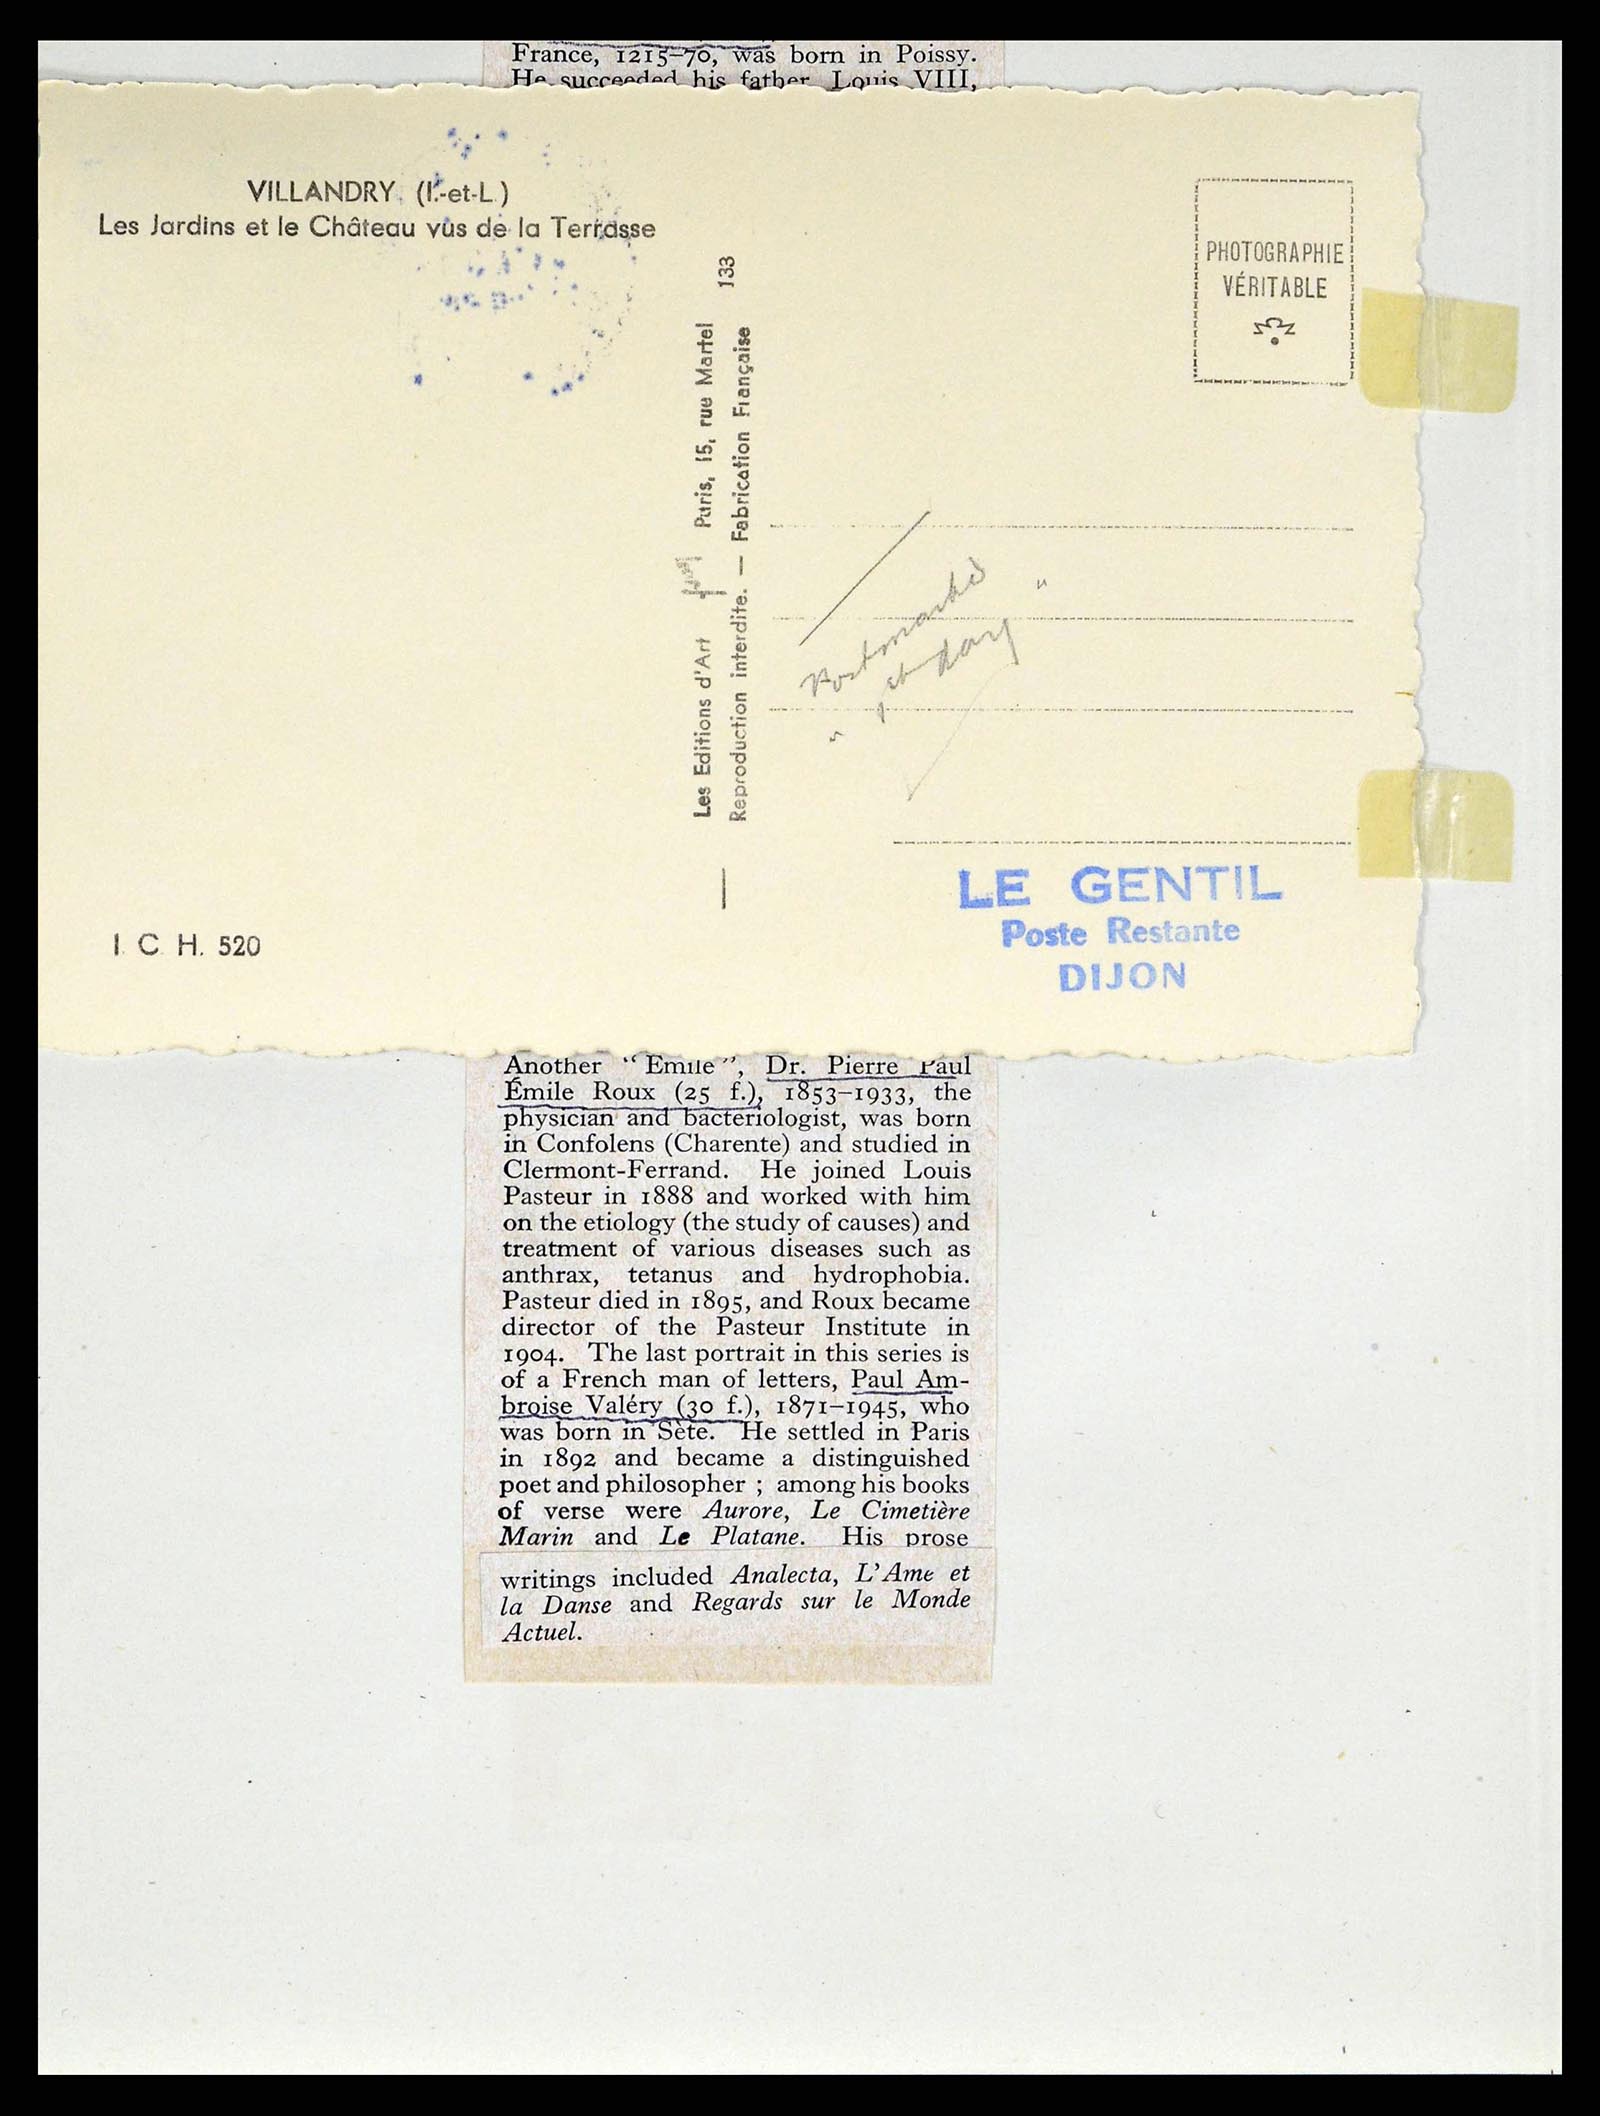 France, 1215–70, was born in Poissy.
He succeeded his father, Louis VIII,
VILLANDRY (I.-et-L.)
Les Jardins et le Château vus de la Terrasse
PHOTOGRAPHIE
VÉRITABLE
Les Editions d'Art Paris, 15, rue Martel 133
Reproduction interdite. — Fabrication Française
Postmarked
" 1st day "
LE GENTIL
Poste Restante
DIJON
I. C. H. 520
Another "Emile", Dr. Pierre Paul
Émile Roux (25 f.), 1853–1933, the
physician and bacteriologist, was born
in Confolens (Charente) and studied in
Clermont-Ferrand. He joined Louis
Pasteur in 1888 and worked with him
on the etiology (the study of causes) and
treatment of various diseases such as
anthrax, tetanus and hydrophobia.
Pasteur died in 1895, and Roux became
director of the Pasteur Institute in
1904. The last portrait in this series is
of a French man of letters, Paul Am-
broise Valéry (30 f.), 1871–1945, who
was born in Sète. He settled in Paris
in 1892 and became a distinguished
poet and philosopher ; among his books
of verse were Aurore, Le Cimetière
Marin and Le Platane. His prose
writings included Analecta, L'Ame et
la Danse and Regards sur le Monde
Actuel.